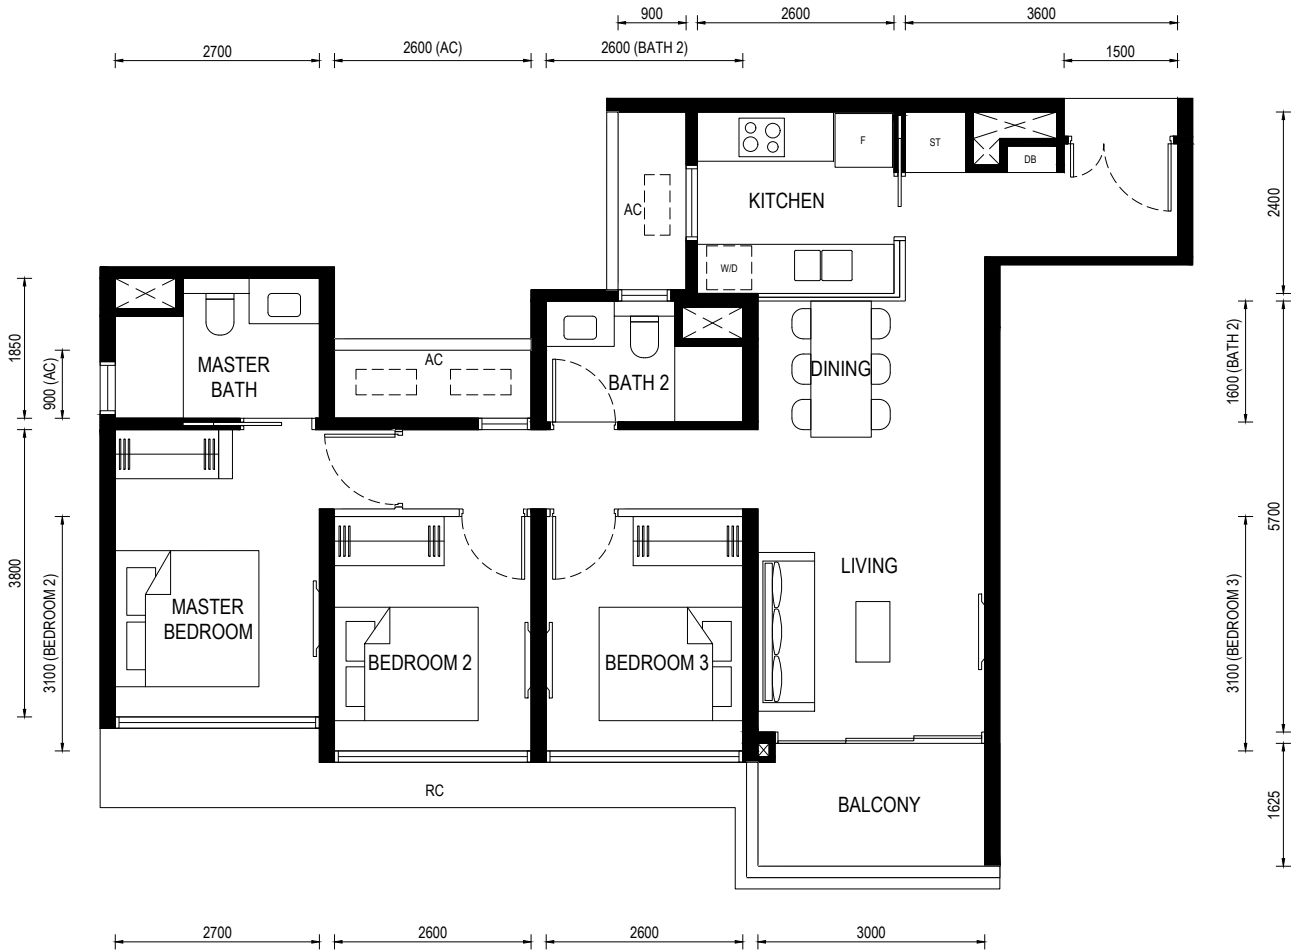 900
2600
3600
2700
2600 (AC)
2600 (BATH 2)
1500
F
ST
DB
KITCHEN
AC
2400
W/D
1850
900 (AC)
MASTER
BATH
AC
BATH 2
DINING
1600 (BATH 2)
3800
3100 (BEDROOM 2)
MASTER
BEDROOM
BEDROOM 2
BEDROOM 3
LIVING
5700
3100 (BEDROOM 3)
RC
BALCONY
1625
2700
2600
2600
3000